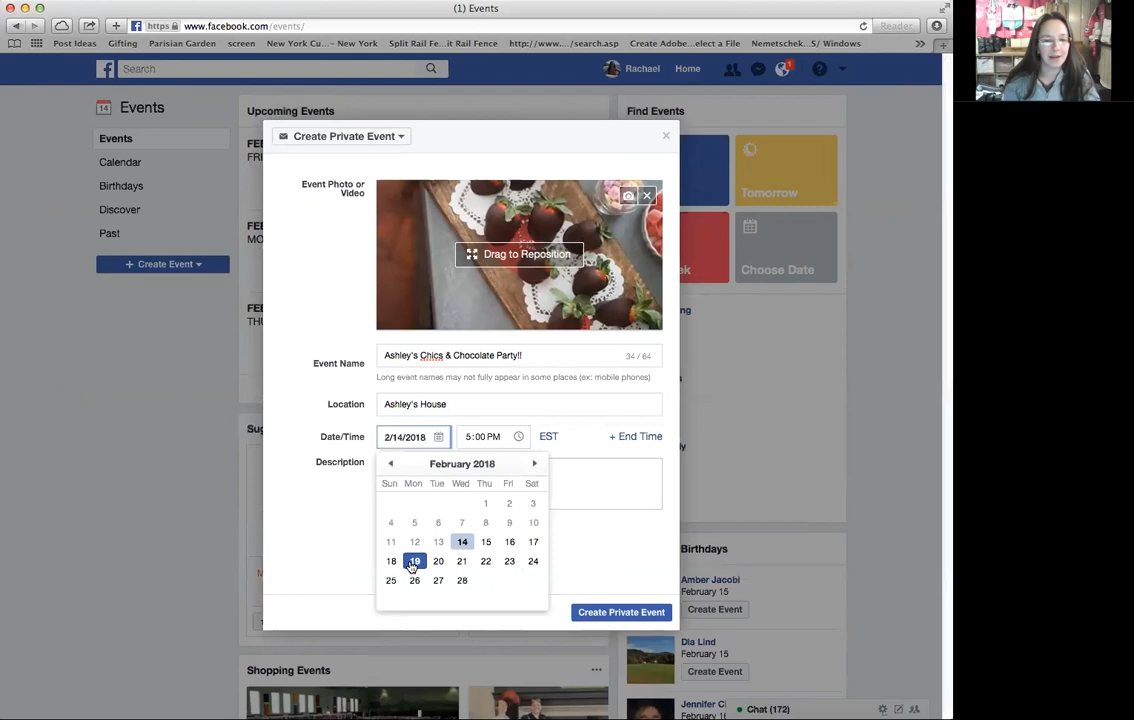 (1) Events
https www.facebook.com/events/ Reader
Post Ideas Gifting Parisian Garden screen New York Cu...~ New York Split Rail Fe...it Rail Fence http://www.../search.asp Create Adobe...elect a File Nemetschek...S/ Windows
Search Rachael Home 1
14 Events Upcoming Events Find Events
Create Private Event
Events
Calendar
Birthdays
Discover
Past
+ Create Event
Event Photo or
Video
Drag to Reposition
Tomorrow
Choose Date
Event Name Ashley's Chics & Chocolate Party!! 34 / 64
Long event names may not fully appear in some places (ex: mobile phones)
Location Ashley's House
Date/Time 2/14/2018 5:00 PM EST + End Time
Description
February 2018
Sun Mon Tue Wed Thu Fri Sat
1 2 3
4 5 6 7 8 9 10
11 12 13 14 15 16 17
18 19 20 21 22 23 24
25 26 27 28
Create Private Event
Birthdays
Amber Jacobi
February 15
Create Event
Dia Lind
February 15
Create Event
Shopping Events
Jennifer C
February 15
Chat (172)